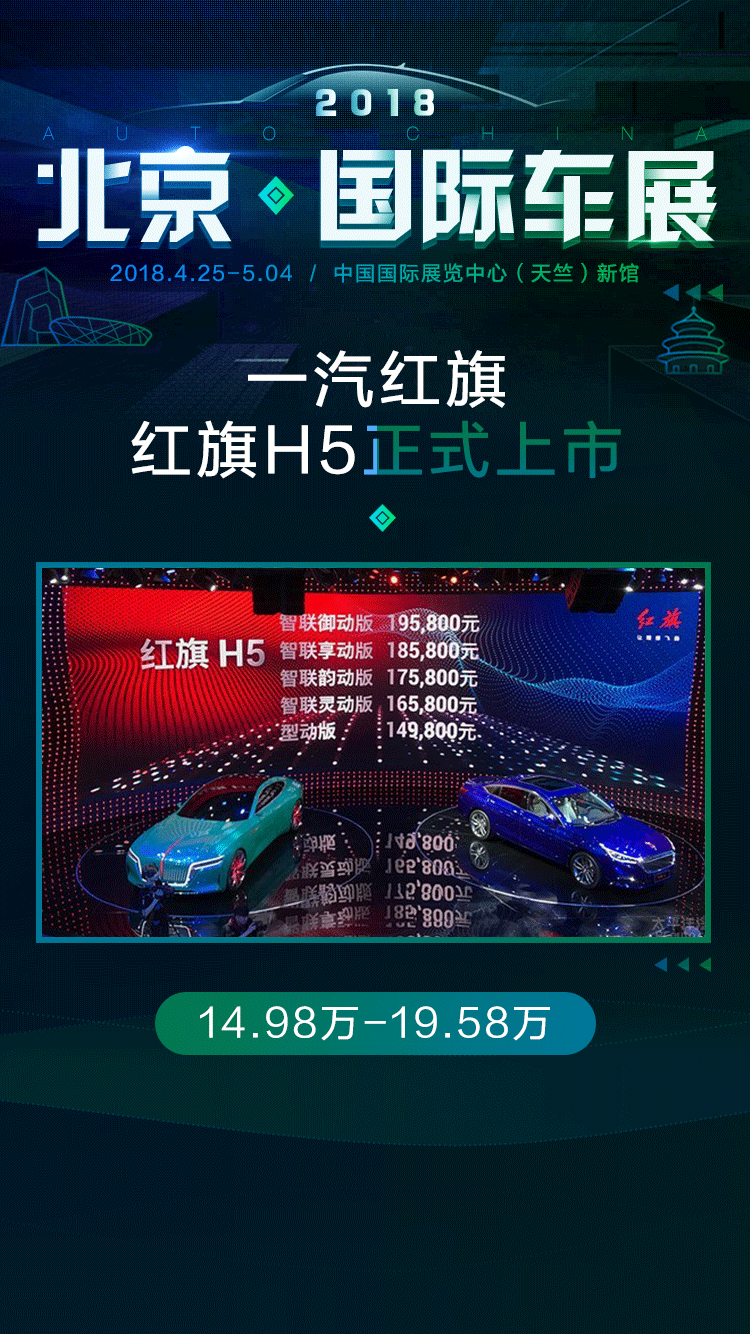 2018
AUTO CHINA
北京·国际车展
2018.4.25-5.04 / 中国国际展览中心（天竺）新馆
一汽红旗
红旗H5正式上市
红旗 H5
智联御动版 195,800元
智联享动版 185,800元
智联韵动版 175,800元
智联灵动版 165,800元
型动版 149,800元
红旗
14.98万-19.58万